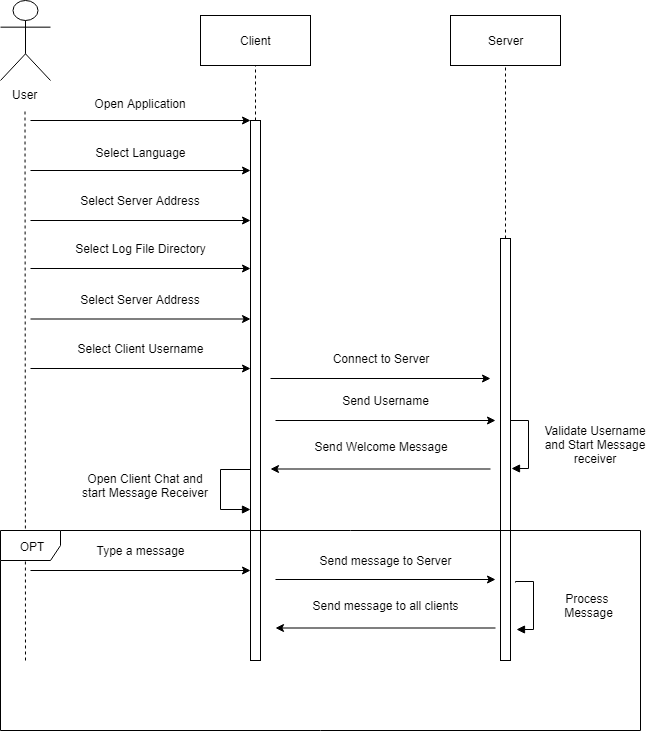 Client
Server
User
Open Application
Select Language
Select Server Address
Select Log File Directory
Select Server Address
Select Client Username
Connect to Server
Send Username
Validate Username
and Start Message
receiver
Send Welcome Message
Open Client Chat and
start Message Receiver
OPT
Type a message
Send message to Server
Process
Message
Send message to all clients